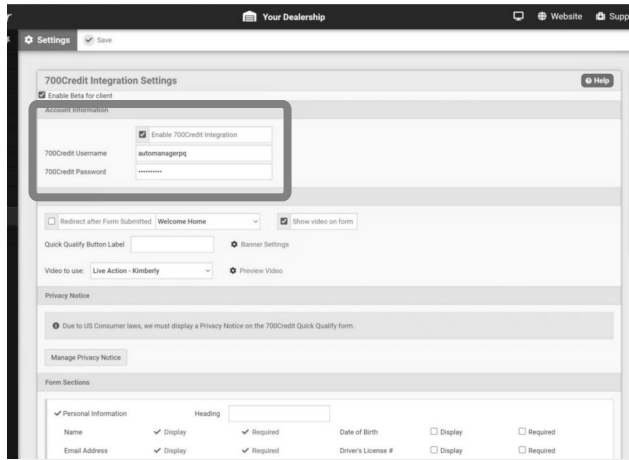 Your Dealership Website
Settings Save
700Credit Integration Settings Help
Enable Beta for client
Account Information
Enable 700Credit Integration
700Credit Username automanagerpq
700Credit Password ••••••••••
Redirect after Form Submitted Welcome Home Show video on form
Quick Qualify Button Label Banner Settings
Video to use: Live Action - Kimberly Preview Video
Privacy Notice
Due to US Consumer laws, we must display a Privacy Notice on the 700Credit Quick Qualify form.
Manage Privacy Notice
Form Sections
Personal Information Heading
Name Display Required Date of Birth Display Required
Email Address Display Required Driver's License # Display Required